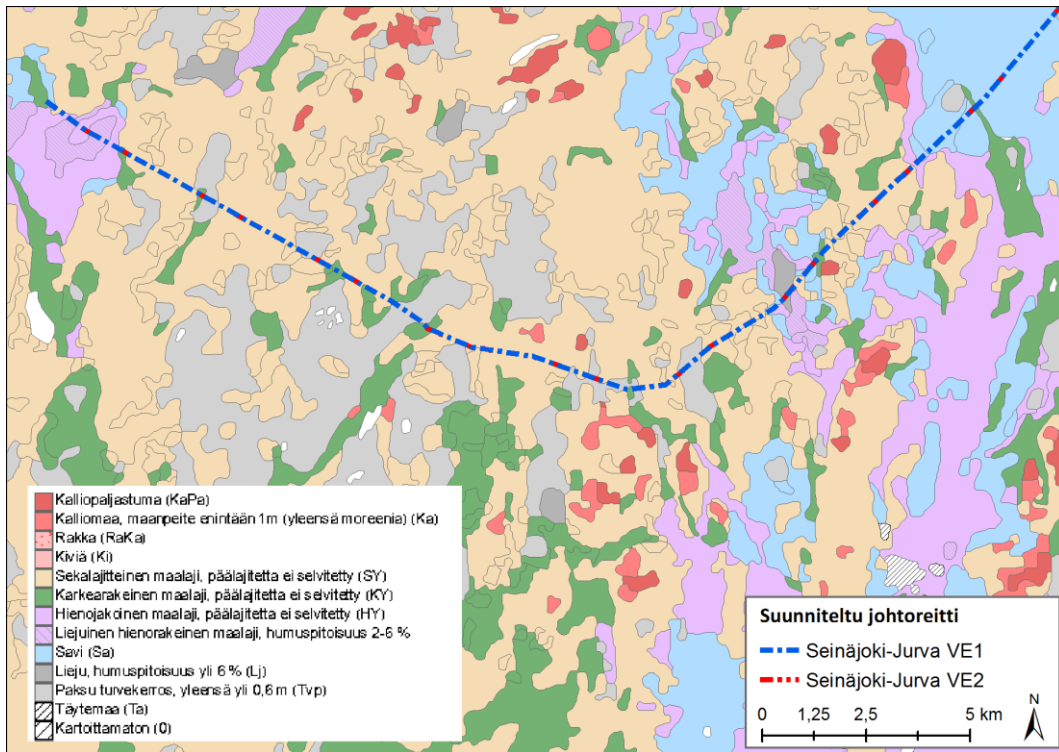 Kalliopaljastuma (KaPa)
Kalliomaa, maanpeite enintään 1m (yleensä moreenia) (Ka)
Rakka (RaKa)
Kiviä (Ki)
Sekalajitteinen maalaji, päälajitetta ei selvitetty (SY)
Karkearakeinen maalaji, päälajitetta ei selvitetty (KY)
Hienojakoinen maalaji, päälajitetta ei selvitetty (HY)
Liejuinen hienorakeinen maalaji, humuspitoisuus 2-6 %
Savi (Sa)
Lieju, humuspitoisuus yli 6 % (Lj)
Paksu turvekerros, yleensä yli 0,6 m (Tvp)
Täytemaa (Ta)
Kartoittamaton (0)
Suunniteltu johtoreitti
Seinäjoki-Jurva VE1
Seinäjoki-Jurva VE2
0 1,25 2,5 5 km
N